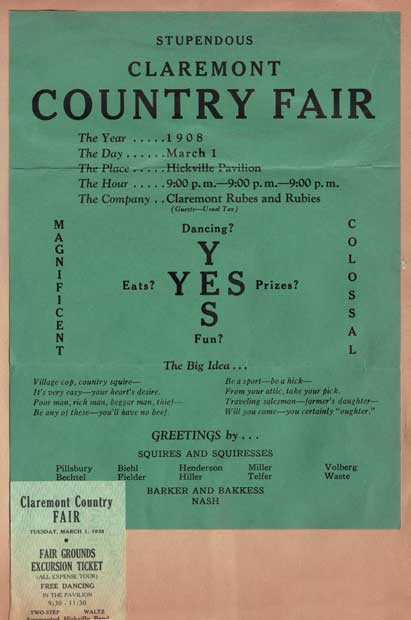 STUPENDOUS
CLAREMONT
COUNTRY FAIR
The Year . . . . . 1908
The Day . . . . . . March 1
The Place . . . . . Hickville Pavilion
The Hour . . . . . 9:00 p. m.—9:00 p. m.—9:00 p. m.
The Company . . Claremont Rubes and Rubies
(Guests—Usual Tax)
MAGNIFICENT
Dancing?
YES
Eats? YES Prizes?
Fun?
COLOSSAL
The Big Idea . . .
Village cop, country squire—
It's very easy—your heart's desire.
Poor man, rich man, beggar man, thief—
Be any of these—you'll have no beef.
Be a sport—be a hick—
From your attic, take your pick.
Traveling salesman—farmer's daughter—
Will you come—you certainly "oughter."
GREETINGS by . . .
SQUIRES AND SQUIRESSES
Pillsbury Biehl Henderson Miller Volberg
Bechtel Fielder Hiller Telfer Waste
BARKER AND BAKKESS
NASH
Claremont Country
FAIR
TUESDAY, MARCH 1, 1938
FAIR GROUNDS
EXCURSION TICKET
(ALL EXPENSE TOUR)
FREE DANCING
IN THE PAVILION
9:30 - 11:30
TWO-STEP WALTZ
Augmented Hickville Band